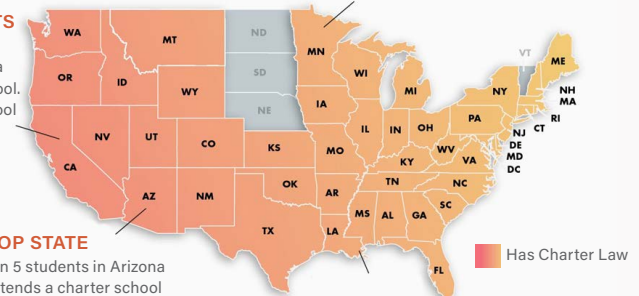 TS
a
ool.
ool
WA
MT
ND
MN
VT
ME
OR
ID
SD
WI
MI
NY
NH
WY
MA
NE
IA
PA
RI
NV
UT
CO
IL
IN
OH
NJ
CT
KS
MO
WV
DE
CA
KY
VA
MD
DC
AZ
NM
OK
AR
TN
NC
MS
AL
GA
SC
TX
LA
FL
OP STATE
n 5 students in Arizona
tends a charter school
Has Charter Law